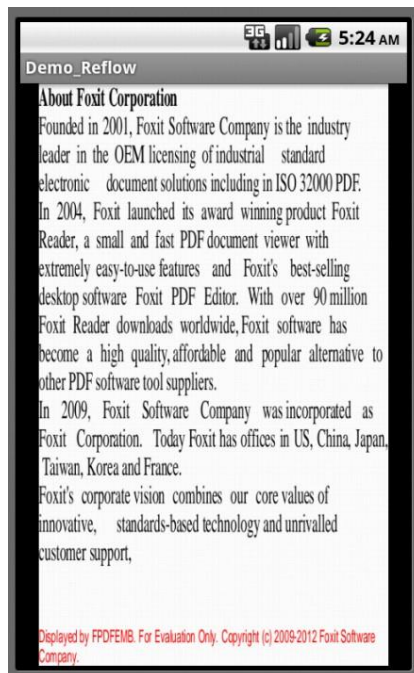 3G 5:24 AM
Demo_Reflow
About Foxit Corporation
Founded in 2001, Foxit Software Company is the industry
leader in the OEM licensing of industrial standard
electronic document solutions including in ISO 32000 PDF.
In 2004, Foxit launched its award winning product Foxit
Reader, a small and fast PDF document viewer with
extremely easy-to-use features and Foxit's best-selling
desktop software Foxit PDF Editor. With over 90 million
Foxit Reader downloads worldwide, Foxit software has
become a high quality, affordable and popular alternative to
other PDF software tool suppliers.
In 2009, Foxit Software Company was incorporated as
Foxit Corporation. Today Foxit has offices in US, China, Japan,
Taiwan, Korea and France.
Foxit's corporate vision combines our core values of
innovative, standards-based technology and unrivalled
customer support,
Displayed by FPDFEMB. For Evaluation Only. Copyright (c) 2009-2012 Foxit Software
Company.